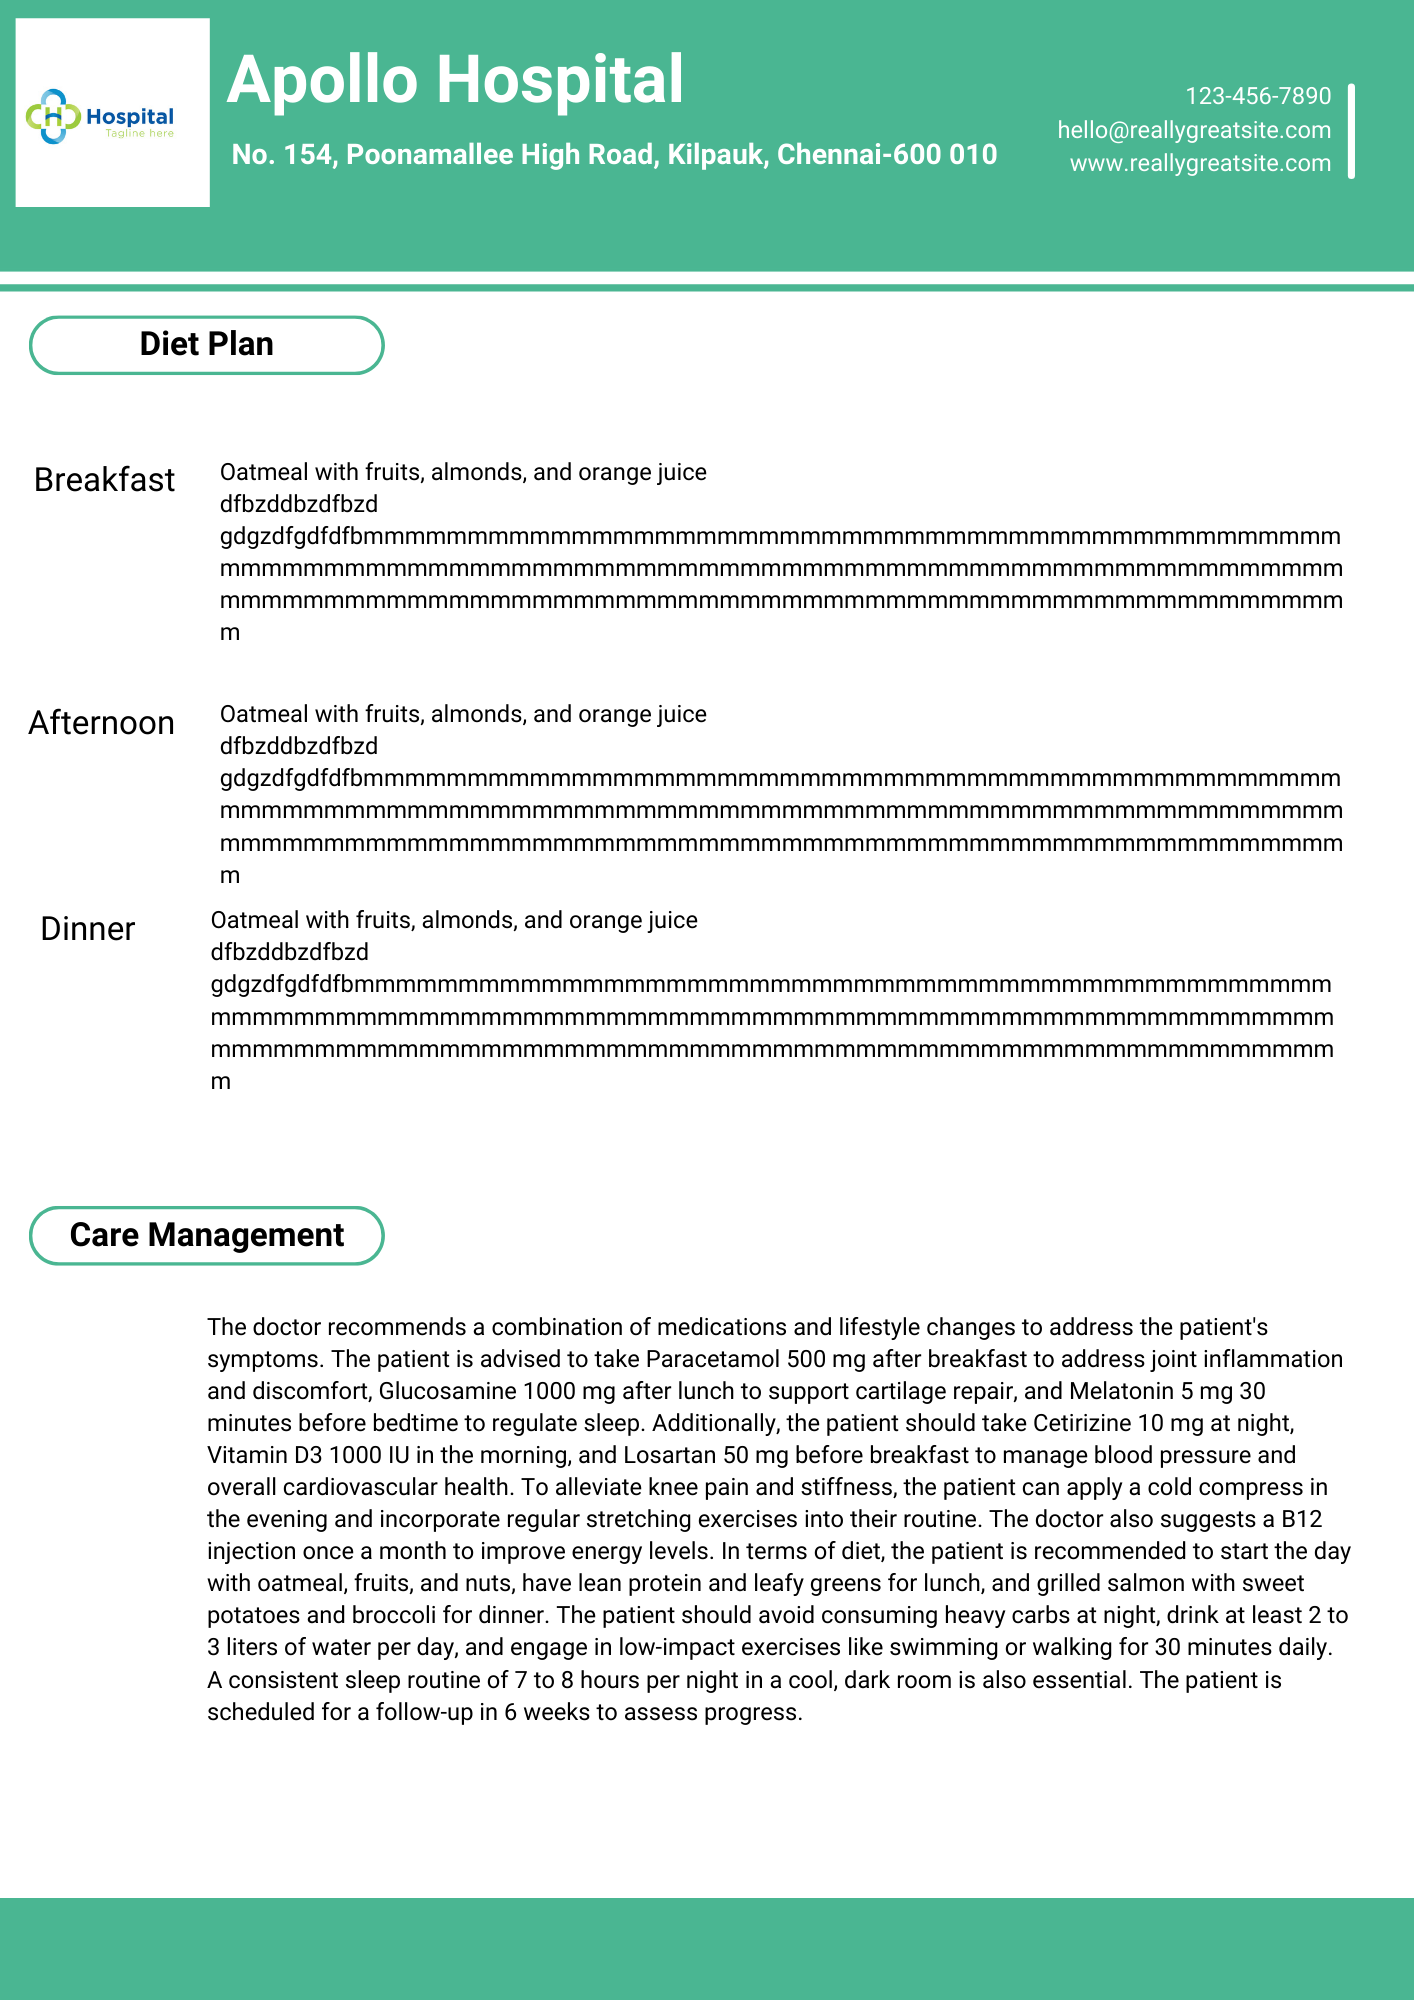 Hospital
Tagline here
Apollo Hospital
No. 154, Poonamallee High Road, Kilpauk, Chennai-600 010
123-456-7890
hello@reallygreatsite.com
www.reallygreatsite.com
Diet Plan
Breakfast
Oatmeal with fruits, almonds, and orange juice
dfbzddbzdfbzd
gdgzdfgdfdfbmmmmmmmmmmmmmmmmmmmmmmmmmmmmmmmmmmmmmmmmmmmmmmm
mmmmmmmmmmmmmmmmmmmmmmmmmmmmmmmmmmmmmmmmmmmmmmmmmmmmmm
mmmmmmmmmmmmmmmmmmmmmmmmmmmmmmmmmmmmmmmmmmmmmmmmmmmmmm
m
Afternoon
Oatmeal with fruits, almonds, and orange juice
dfbzddbzdfbzd
gdgzdfgdfdfbmmmmmmmmmmmmmmmmmmmmmmmmmmmmmmmmmmmmmmmmmmmmmmm
mmmmmmmmmmmmmmmmmmmmmmmmmmmmmmmmmmmmmmmmmmmmmmmmmmmmmm
mmmmmmmmmmmmmmmmmmmmmmmmmmmmmmmmmmmmmmmmmmmmmmmmmmmmmm
m
Dinner
Oatmeal with fruits, almonds, and orange juice
dfbzddbzdfbzd
gdgzdfgdfdfbmmmmmmmmmmmmmmmmmmmmmmmmmmmmmmmmmmmmmmmmmmmmmmm
mmmmmmmmmmmmmmmmmmmmmmmmmmmmmmmmmmmmmmmmmmmmmmmmmmmmmm
mmmmmmmmmmmmmmmmmmmmmmmmmmmmmmmmmmmmmmmmmmmmmmmmmmmmmm
m
Care Management
The doctor recommends a combination of medications and lifestyle changes to address the patient's
symptoms. The patient is advised to take Paracetamol 500 mg after breakfast to address joint inflammation
and discomfort, Glucosamine 1000 mg after lunch to support cartilage repair, and Melatonin 5 mg 30
minutes before bedtime to regulate sleep. Additionally, the patient should take Cetirizine 10 mg at night,
Vitamin D3 1000 IU in the morning, and Losartan 50 mg before breakfast to manage blood pressure and
overall cardiovascular health. To alleviate knee pain and stiffness, the patient can apply a cold compress in
the evening and incorporate regular stretching exercises into their routine. The doctor also suggests a B12
injection once a month to improve energy levels. In terms of diet, the patient is recommended to start the day
with oatmeal, fruits, and nuts, have lean protein and leafy greens for lunch, and grilled salmon with sweet
potatoes and broccoli for dinner. The patient should avoid consuming heavy carbs at night, drink at least 2 to
3 liters of water per day, and engage in low-impact exercises like swimming or walking for 30 minutes daily.
A consistent sleep routine of 7 to 8 hours per night in a cool, dark room is also essential. The patient is
scheduled for a follow-up in 6 weeks to assess progress.